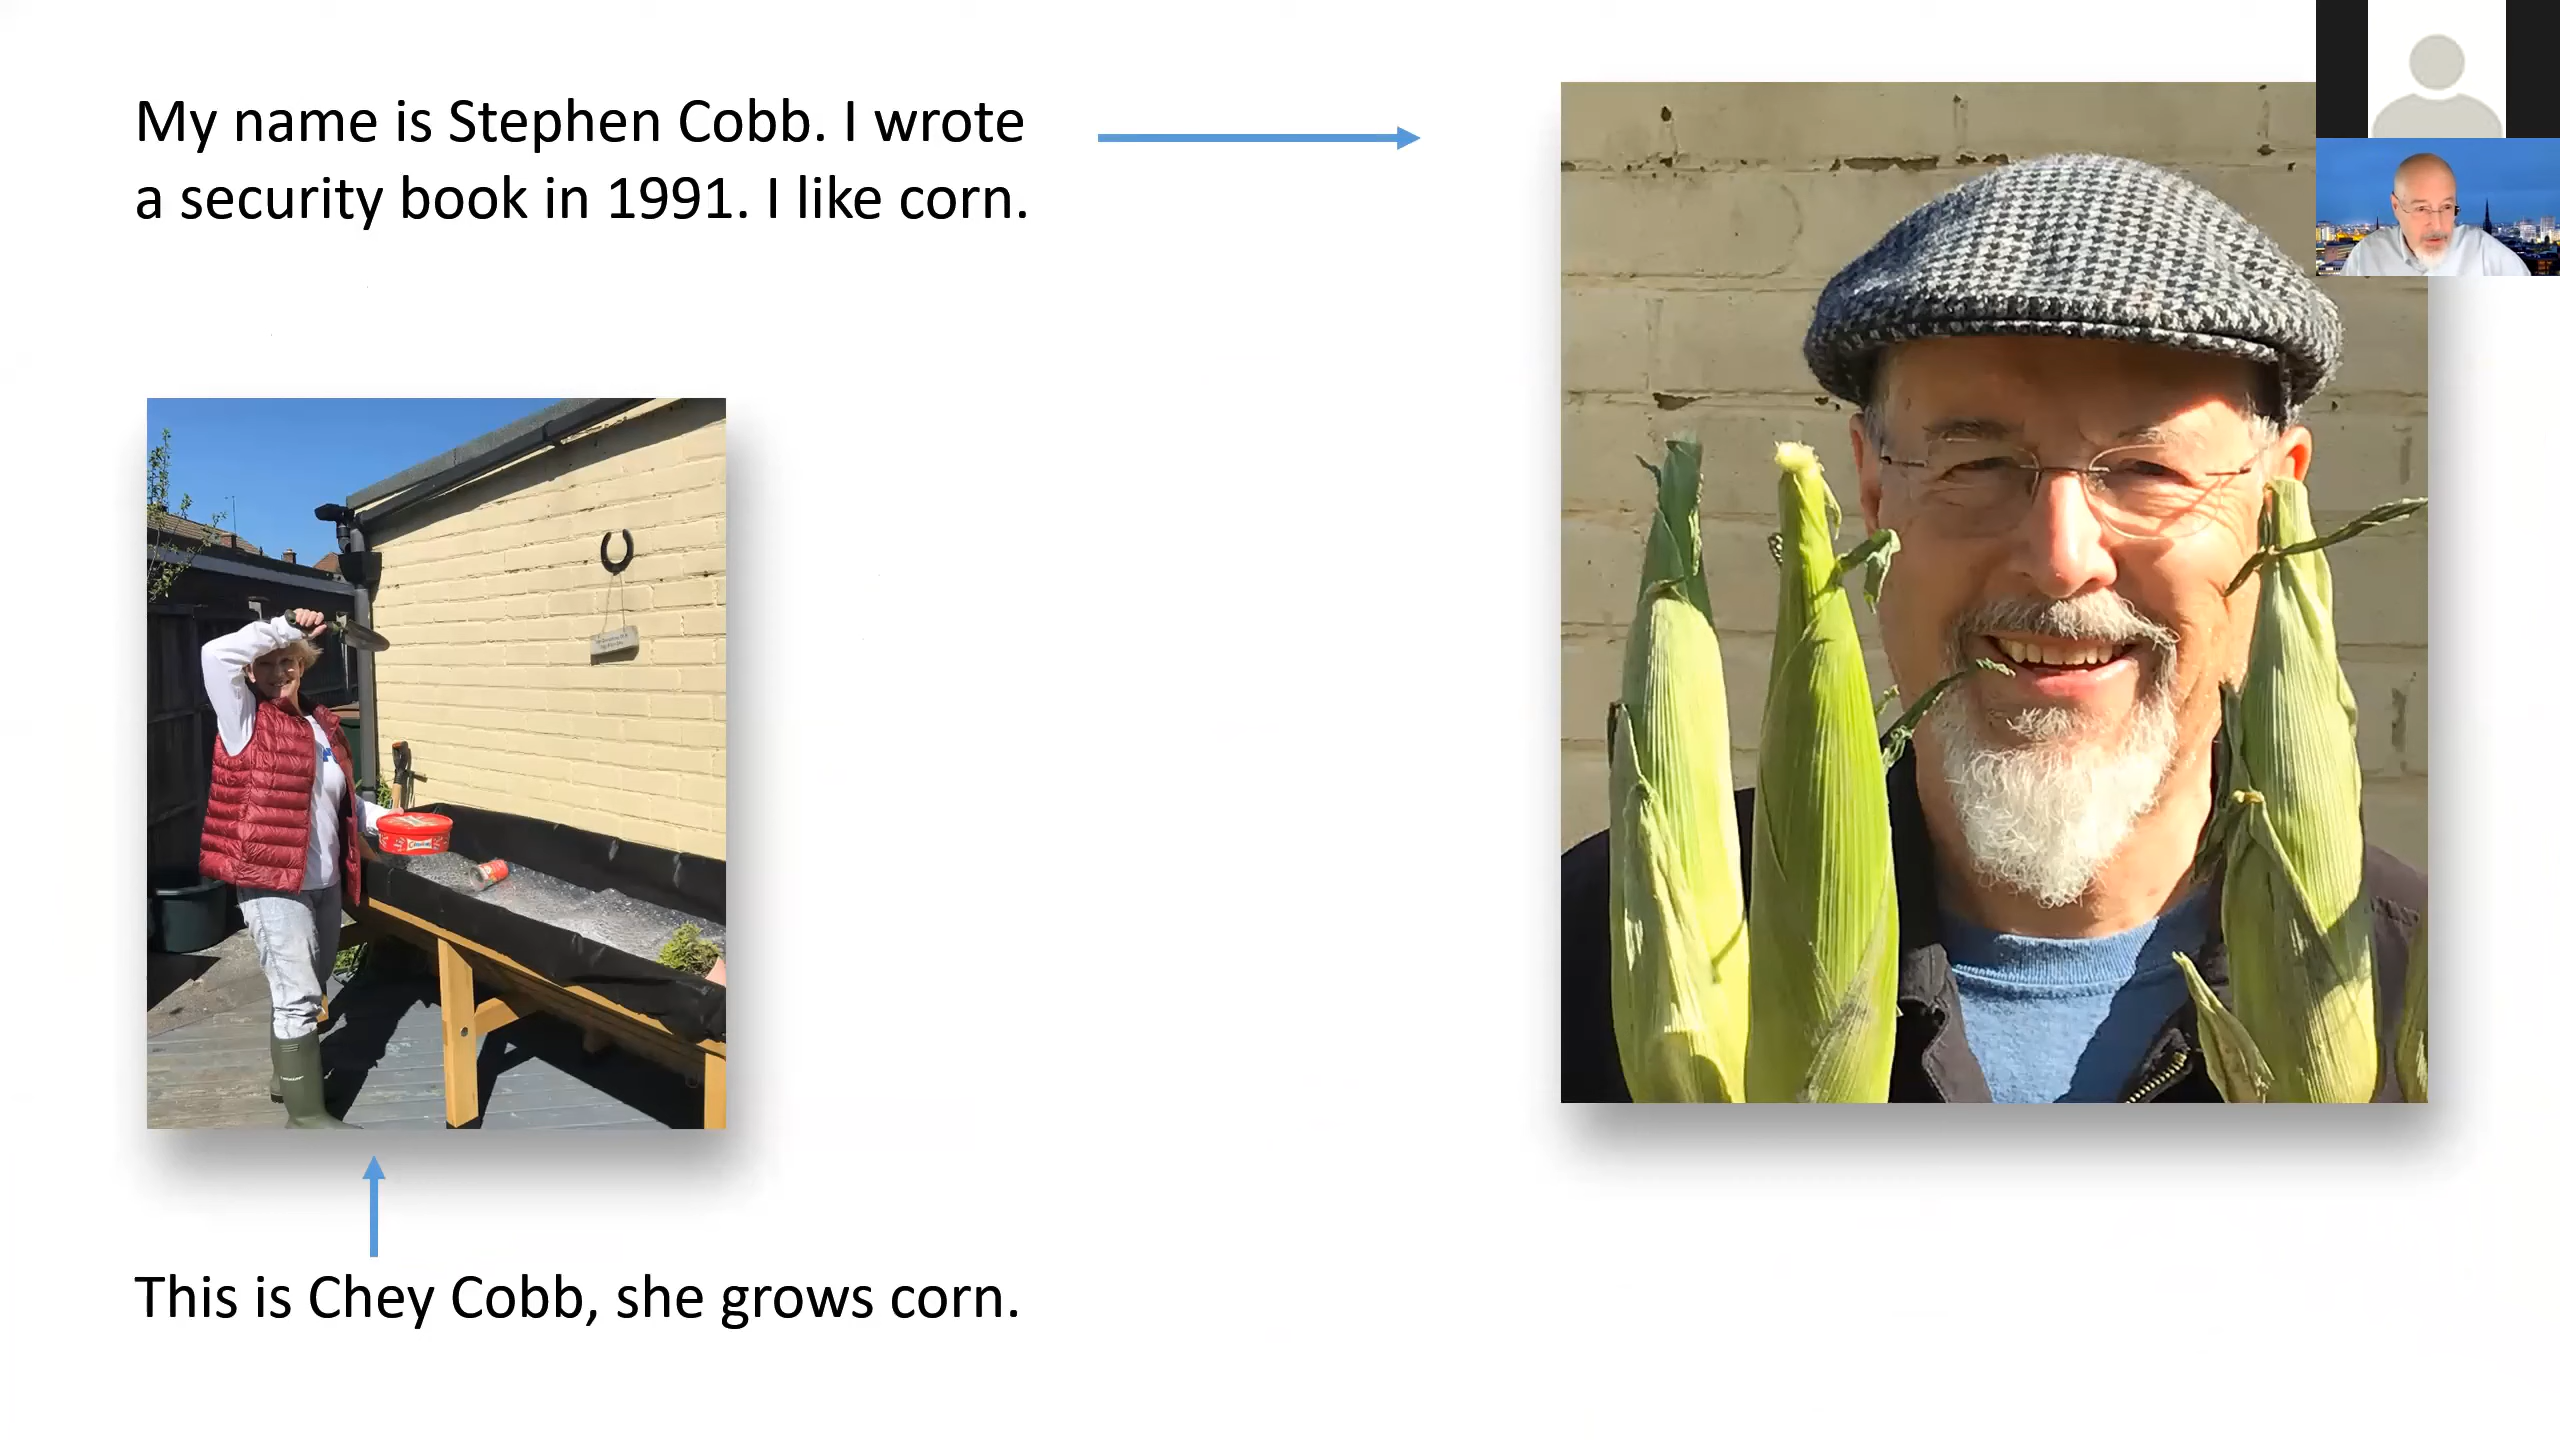 My name is Stephen Cobb. I wrote
a security book in 1991. I like corn.
This is Chey Cobb, she grows corn.